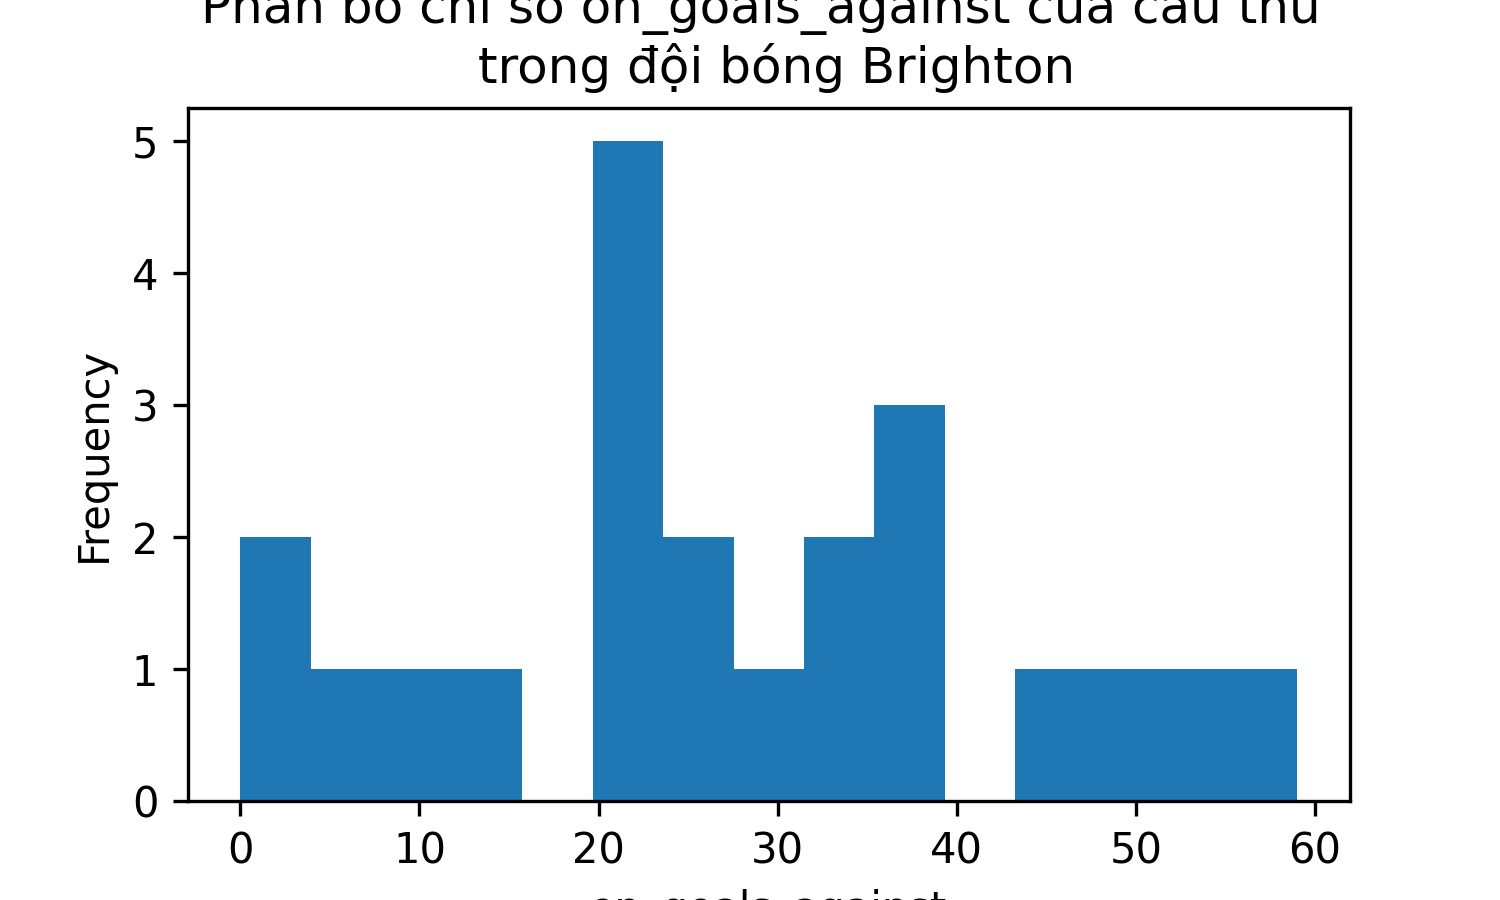 Phân bố chỉ số on_goals_against của cầu thủ
trong đội bóng Brighton
5
4
3
2
1
0
Frequency
0 10 20 30 40 50 60
on_goals_against